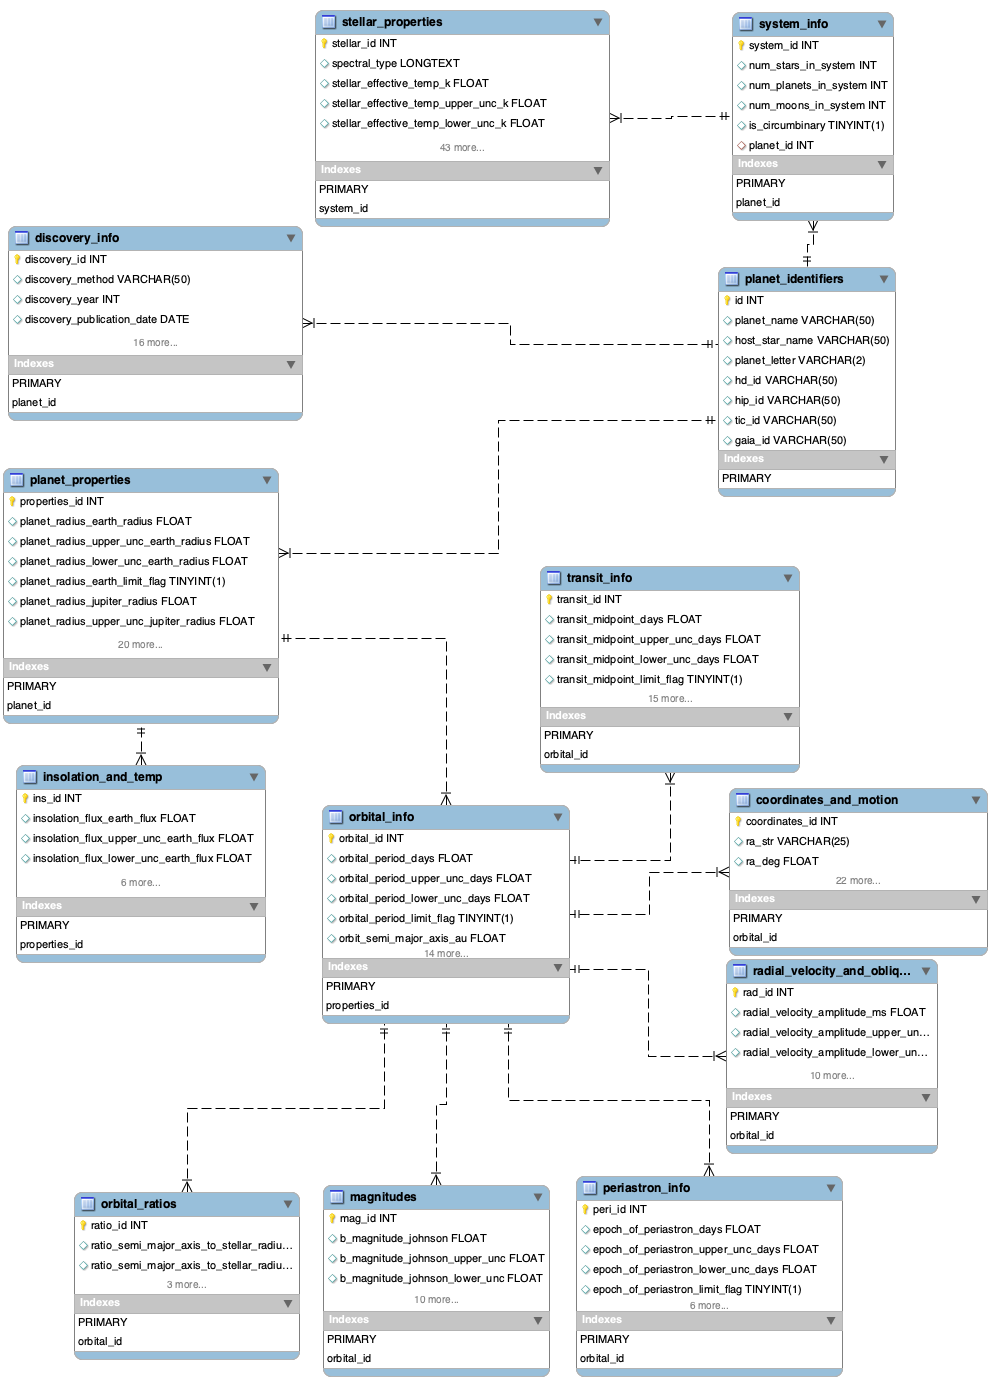 stellar_properties
stellar_id INT
spectral_type LONGTEXT
stellar_effective_temp_k FLOAT
stellar_effective_temp_upper_unc_k FLOAT
stellar_effective_temp_lower_unc_k FLOAT
43 more...
Indexes
PRIMARY
system_id
system_info
system_id INT
num_stars_in_system INT
num_planets_in_system INT
num_moons_in_system INT
is_circumbinary TINYINT(1)
planet_id INT
Indexes
PRIMARY
planet_id
discovery_info
discovery_id INT
discovery_method VARCHAR(50)
discovery_year INT
discovery_publication_date DATE
16 more...
Indexes
PRIMARY
planet_id
planet_identifiers
id INT
planet_name VARCHAR(50)
host_star_name VARCHAR(50)
planet_letter VARCHAR(2)
hd_id VARCHAR(50)
hip_id VARCHAR(50)
tic_id VARCHAR(50)
gaia_id VARCHAR(50)
Indexes
PRIMARY
planet_properties
properties_id INT
planet_radius_earth_radius FLOAT
planet_radius_upper_unc_earth_radius FLOAT
planet_radius_lower_unc_earth_radius FLOAT
planet_radius_earth_limit_flag TINYINT(1)
planet_radius_jupiter_radius FLOAT
planet_radius_upper_unc_jupiter_radius FLOAT
20 more...
Indexes
PRIMARY
planet_id
transit_info
transit_id INT
transit_midpoint_days FLOAT
transit_midpoint_upper_unc_days FLOAT
transit_midpoint_lower_unc_days FLOAT
transit_midpoint_limit_flag TINYINT(1)
15 more...
Indexes
PRIMARY
orbital_id
insolation_and_temp
ins_id INT
insolation_flux_earth_flux FLOAT
insolation_flux_upper_unc_earth_flux FLOAT
insolation_flux_lower_unc_earth_flux FLOAT
6 more...
Indexes
PRIMARY
properties_id
orbital_info
orbital_id INT
orbital_period_days FLOAT
orbital_period_upper_unc_days FLOAT
orbital_period_lower_unc_days FLOAT
orbital_period_limit_flag TINYINT(1)
orbit_semi_major_axis_au FLOAT
14 more...
Indexes
PRIMARY
properties_id
coordinates_and_motion
coordinates_id INT
ra_str VARCHAR(25)
ra_deg FLOAT
22 more...
Indexes
PRIMARY
orbital_id
radial_velocity_and_obliq...
rad_id INT
radial_velocity_amplitude_ms FLOAT
radial_velocity_amplitude_upper_un...
radial_velocity_amplitude_lower_un...
10 more...
Indexes
PRIMARY
orbital_id
orbital_ratios
ratio_id INT
ratio_semi_major_axis_to_stellar_radiu...
ratio_semi_major_axis_to_stellar_radiu...
3 more...
Indexes
PRIMARY
orbital_id
magnitudes
mag_id INT
b_magnitude_johnson FLOAT
b_magnitude_johnson_upper_unc FLOAT
b_magnitude_johnson_lower_unc FLOAT
10 more...
Indexes
PRIMARY
orbital_id
periastron_info
peri_id INT
epoch_of_periastron_days FLOAT
epoch_of_periastron_upper_unc_days FLOAT
epoch_of_periastron_lower_unc_days FLOAT
epoch_of_periastron_limit_flag TINYINT(1)
6 more...
Indexes
PRIMARY
orbital_id